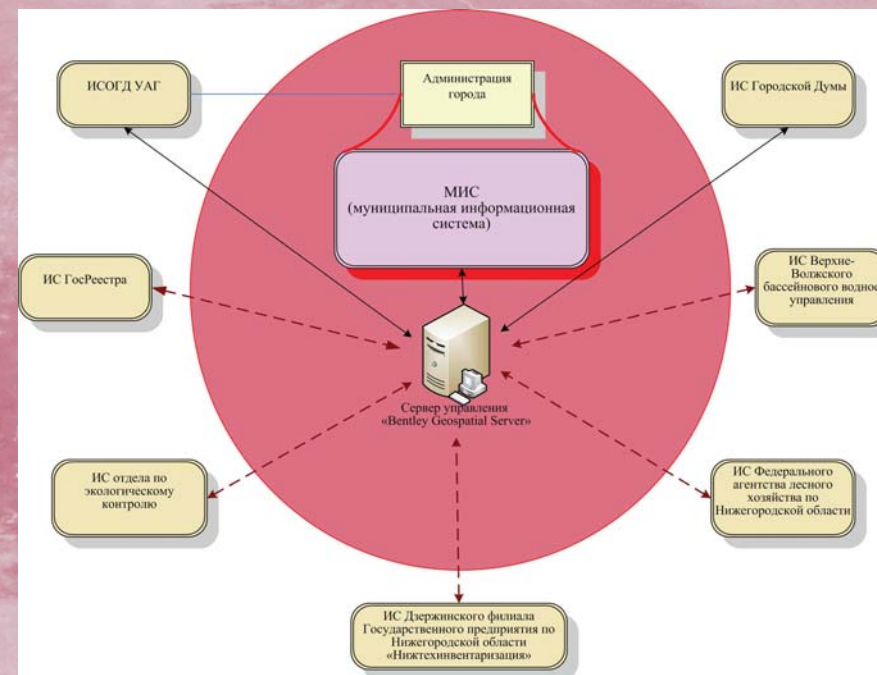 ИСОГД УАГ
Администрация
города
ИС Городской Думы
МИС
(муниципальная информационная
система)
ИС ГосРеестра
ИС Верхне-
Волжского
бассейнового водное
управления
Сервер управления
«Bentley Geospatial Server»
ИС отдела по
экологическому
контролю
ИС Федерального
агентства лесного
хозяйства по
Нижегородской области
ИС Дзержинского филиала
Государственного предприятия по
Нижегородской области
«Нижтехинвентаризация»